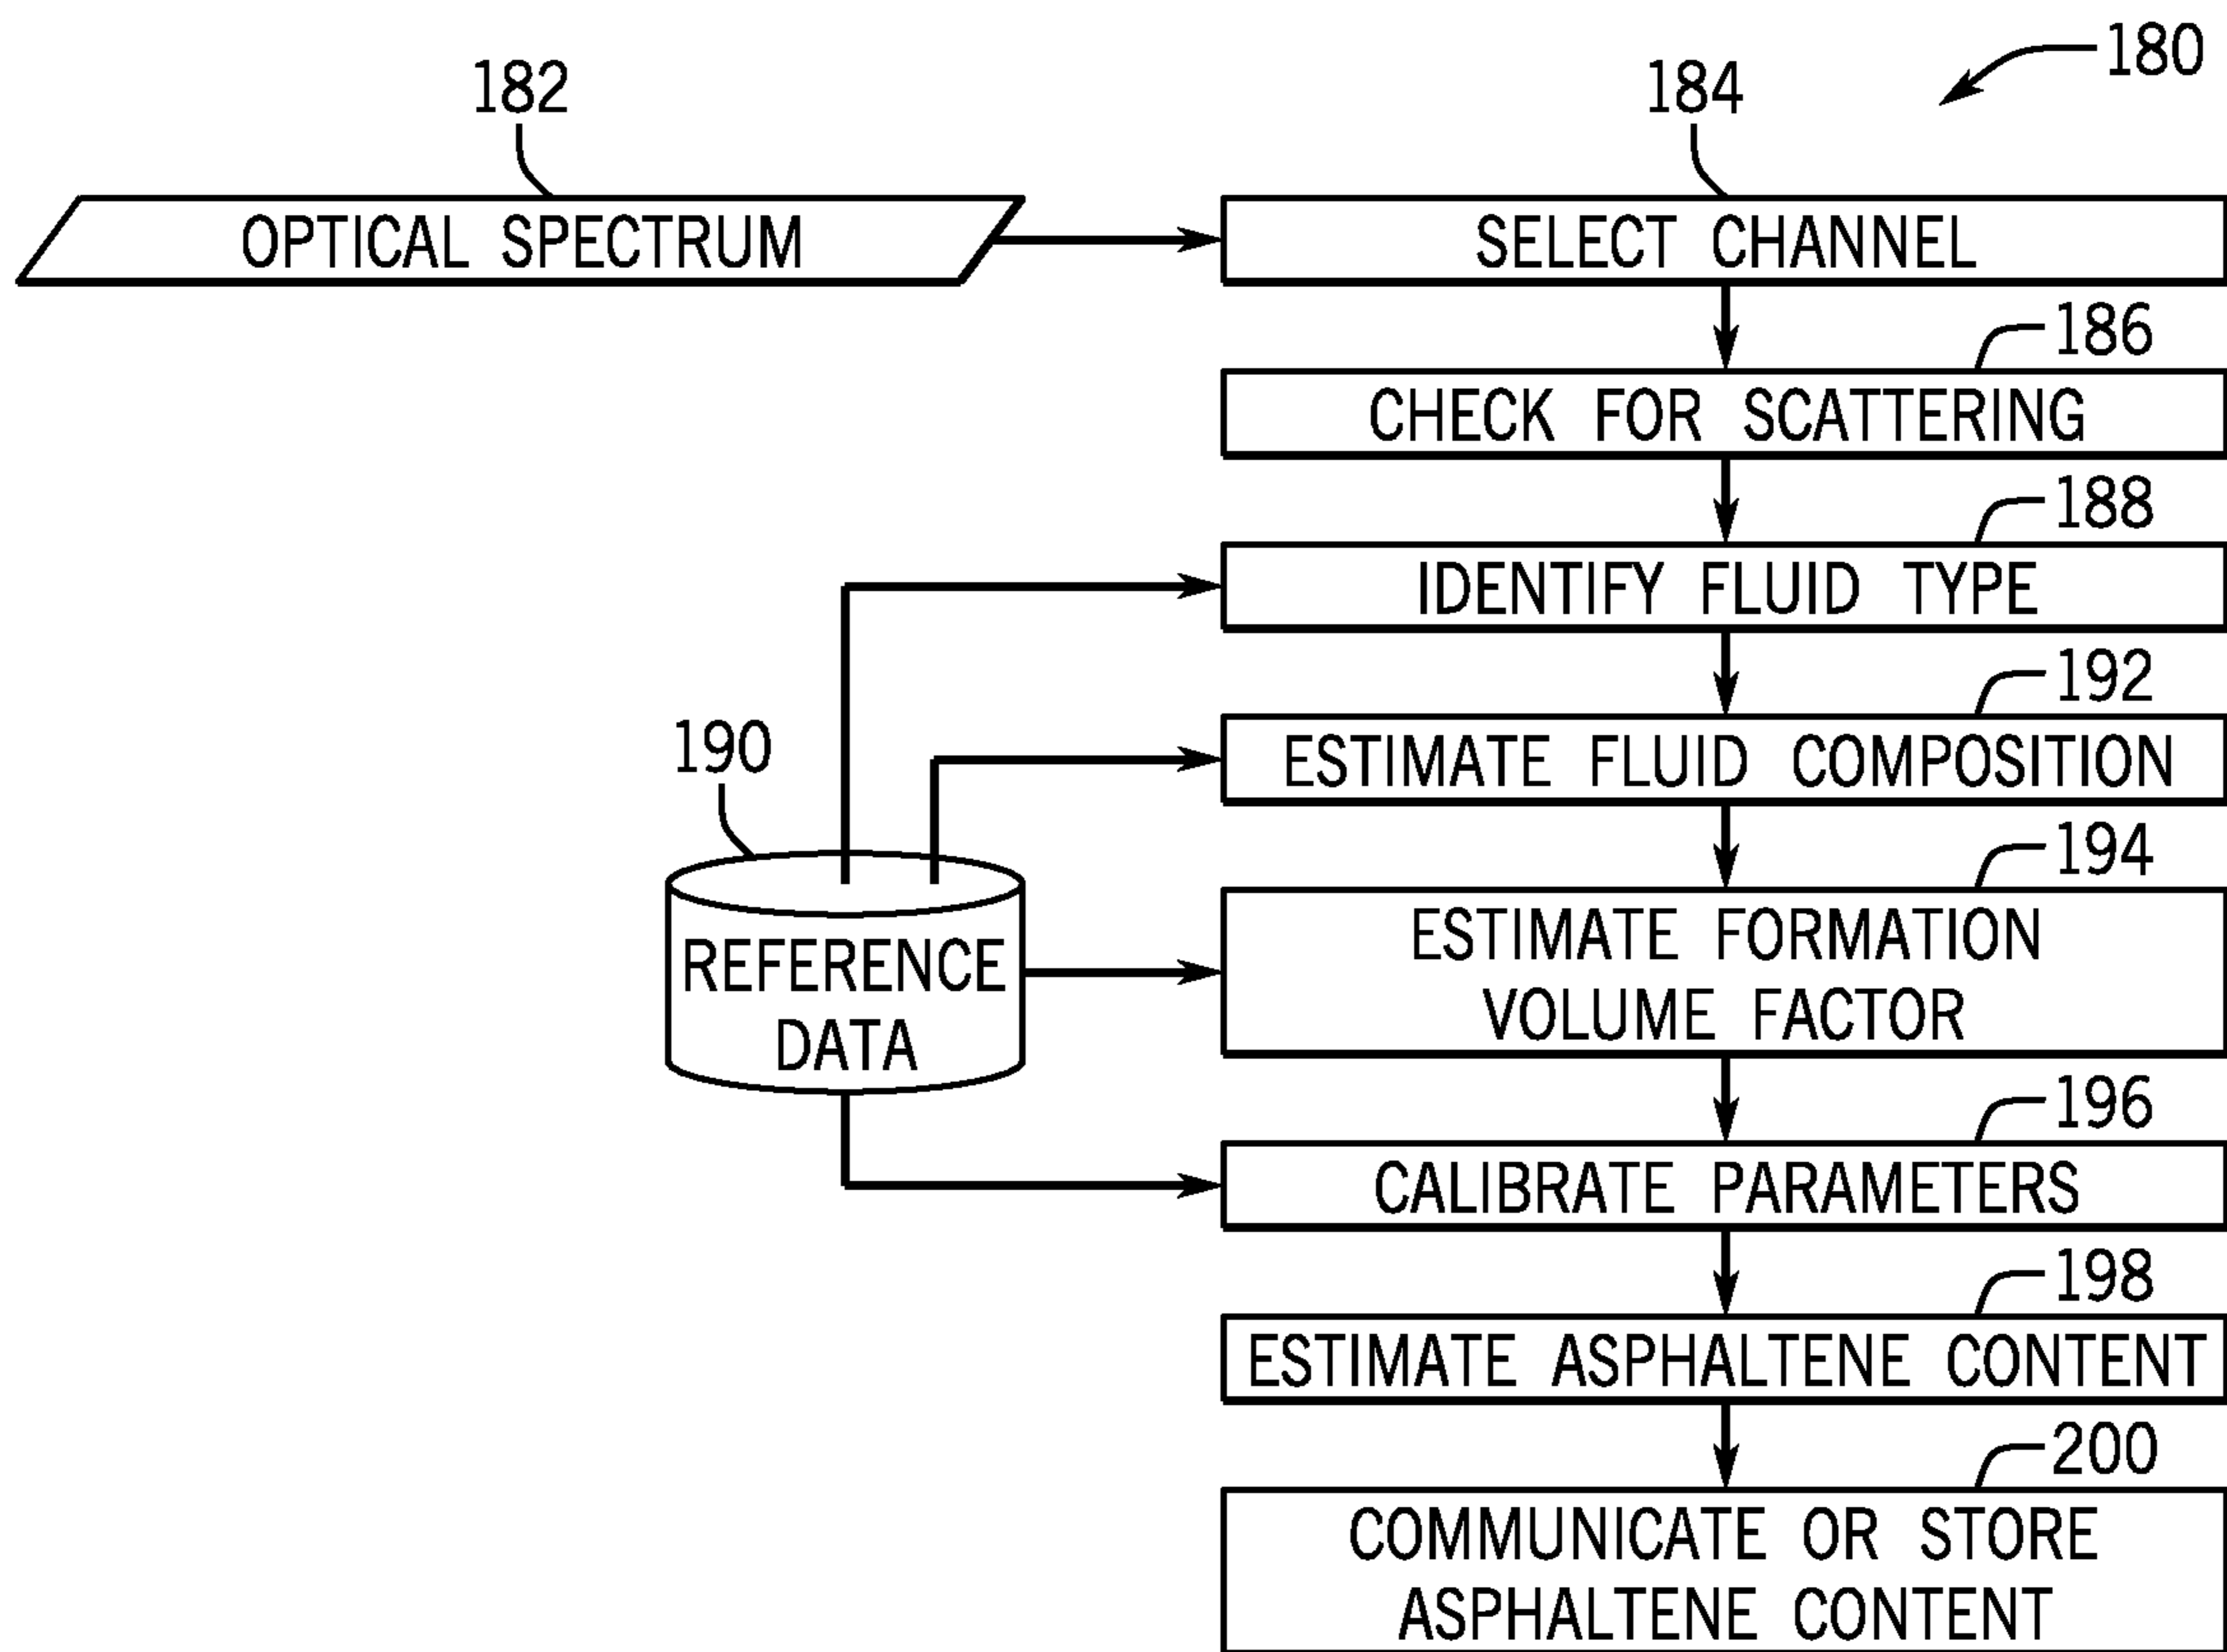 180
182
184
OPTICAL SPECTRUM
SELECT CHANNEL
186
CHECK FOR SCATTERING
188
IDENTIFY FLUID TYPE
192
ESTIMATE FLUID COMPOSITION
190
REFERENCE
DATA
194
ESTIMATE FORMATION
VOLUME FACTOR
196
CALIBRATE PARAMETERS
198
ESTIMATE ASPHALTENE CONTENT
200
COMMUNICATE OR STORE
ASPHALTENE CONTENT